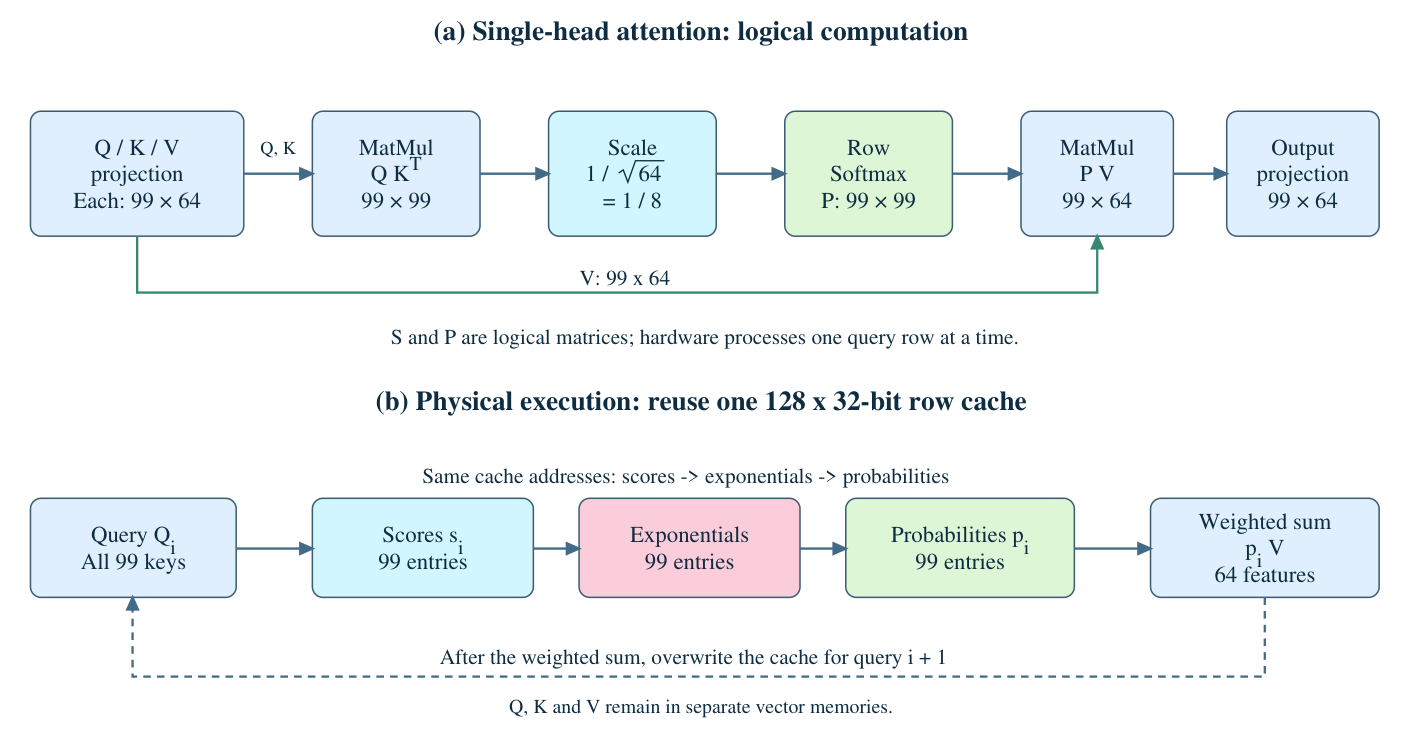 (a) Single-head attention: logical computation
Q / K / V
projection
Each: 99 × 64
Q, K
MatMul
Q K^T
99 × 99
Scale
1 / √64
= 1 / 8
Row
Softmax
P: 99 × 99
MatMul
P V
99 × 64
Output
projection
99 × 64
V: 99 x 64
S and P are logical matrices; hardware processes one query row at a time.
(b) Physical execution: reuse one 128 x 32-bit row cache
Same cache addresses: scores -> exponentials -> probabilities
Query Q_i
All 99 keys
Scores s_i
99 entries
Exponentials
99 entries
Probabilities p_i
99 entries
Weighted sum
p_i V
64 features
After the weighted sum, overwrite the cache for query i + 1
Q, K and V remain in separate vector memories.